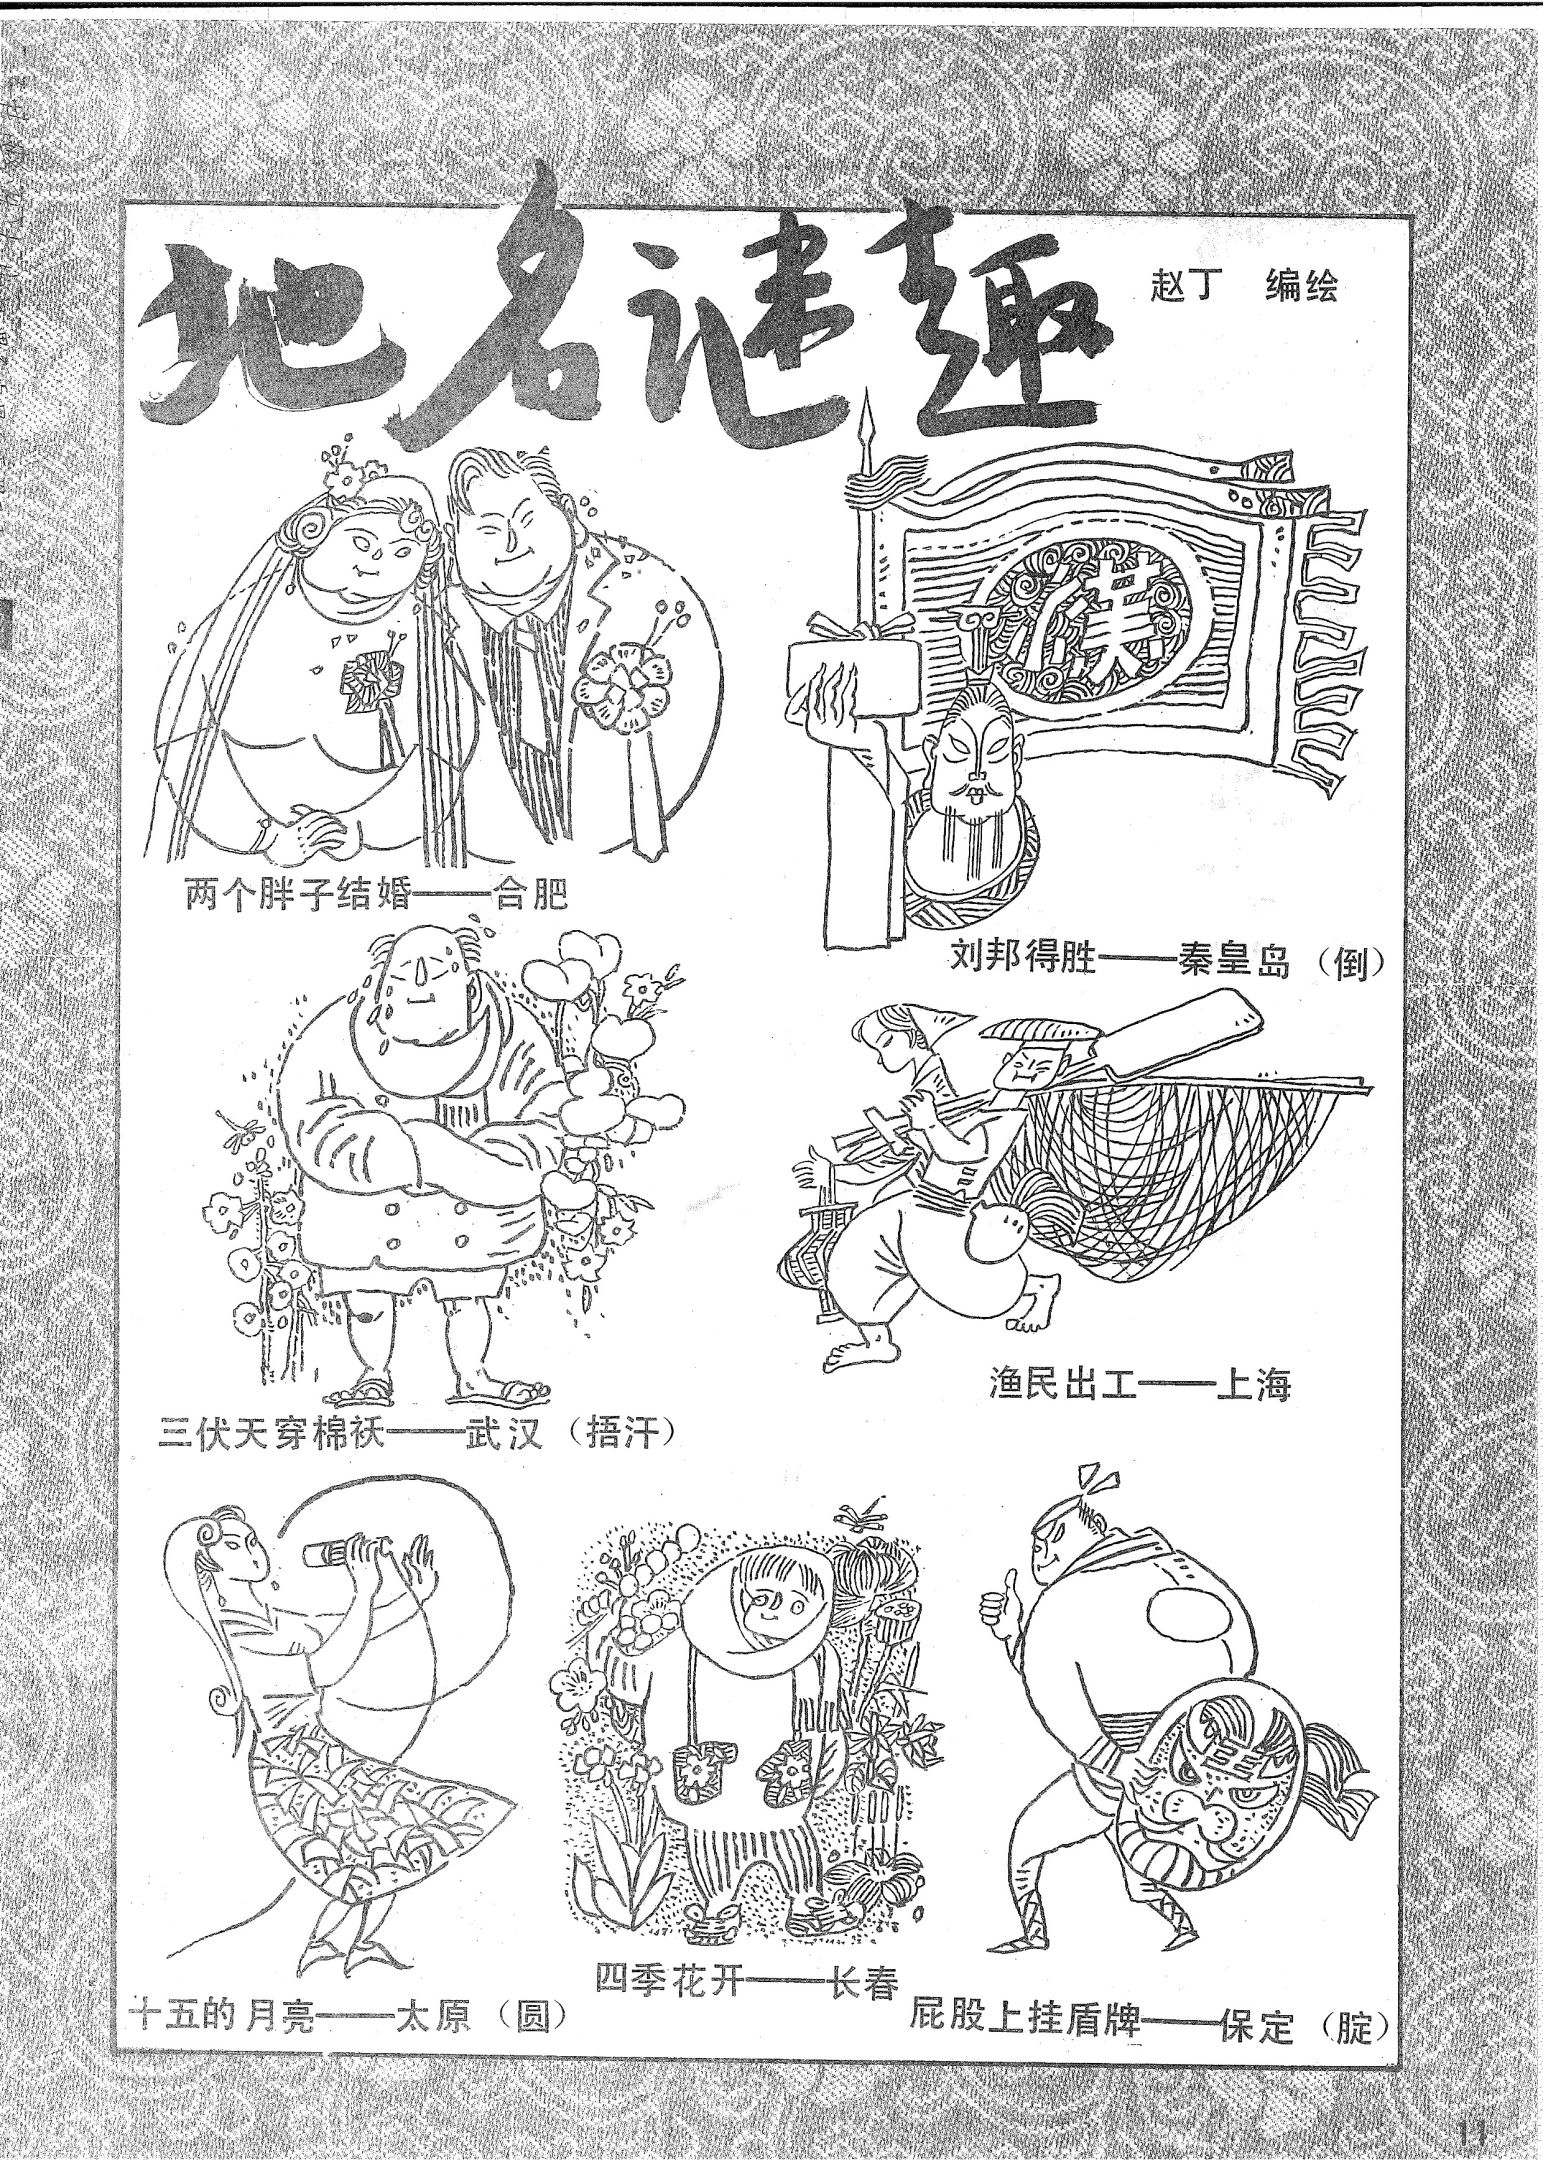 地名谜趣
赵丁 编绘
漢
两个胖子结婚——合肥
刘邦得胜——秦皇岛（倒）
三伏天穿棉袄——武汉（捂汗）
渔民出工——上海
十五的月亮——太原（圆）
四季花开——长春
屁股上挂盾牌——保定（腚）
11